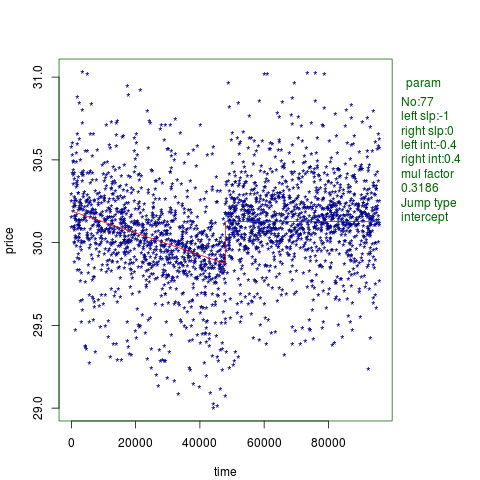 31.0
30.5
30.0
29.5
29.0
price
0
20000
40000
60000
80000
time
param
No:77
left slp:-1
right slp:0
left int:-0.4
right int:0.4
mul factor
0.3186
Jump type
intercept